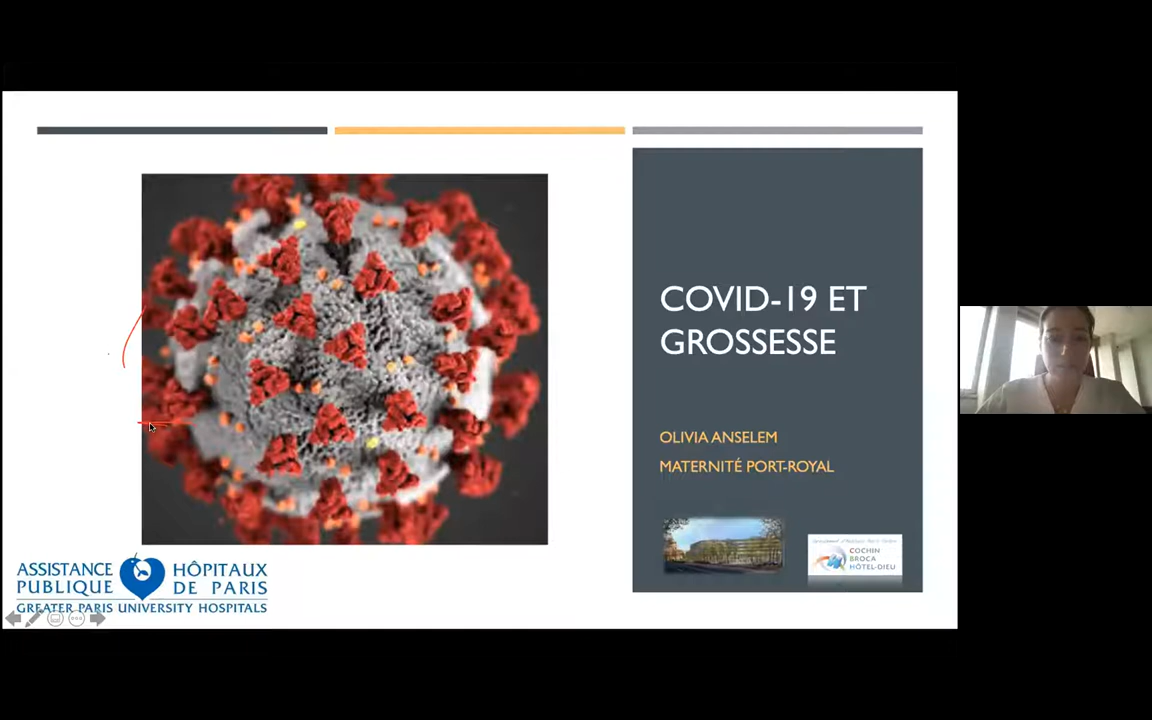 COVID-19 ET
GROSSESSE
OLIVIA ANSELEM
MATERNITÉ PORT-ROYAL
COCHIN
BROCA
HÔTEL-DIEU
ASSISTANCE
PUBLIQUE
HÔPITAUX
DE PARIS
GREATER PARIS UNIVERSITY HOSPITALS